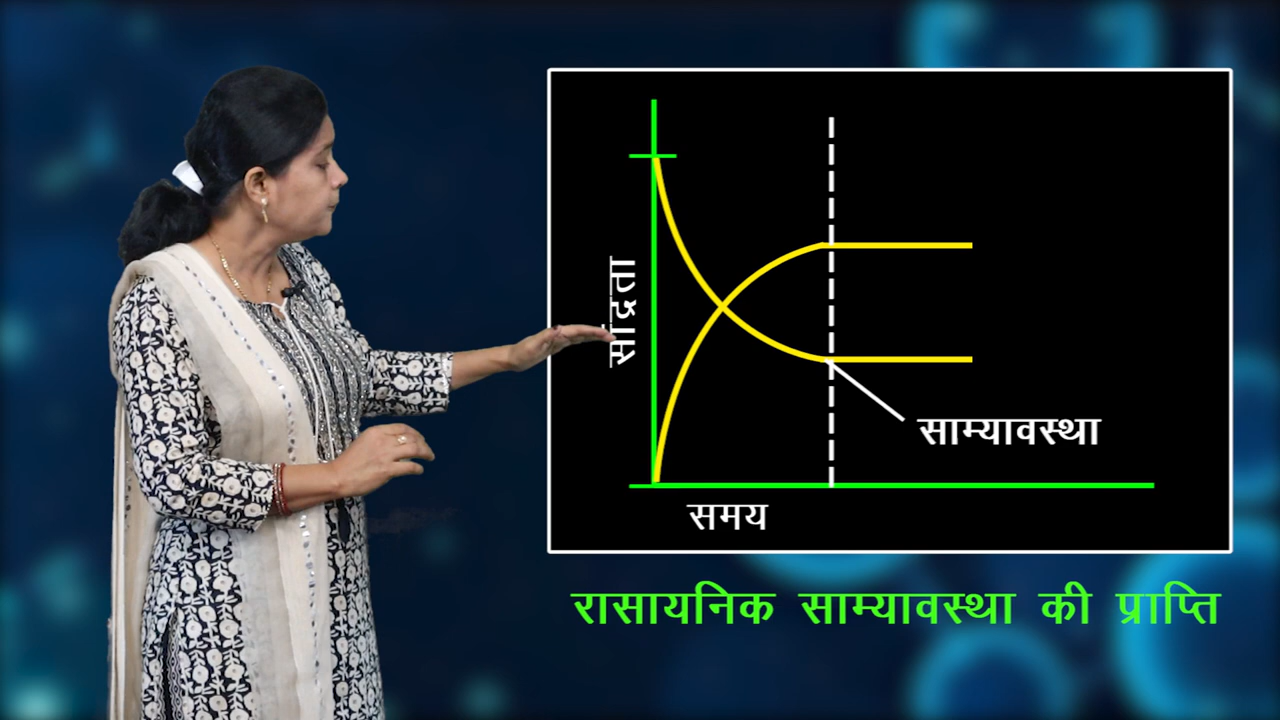 सांद्रता
साम्यावस्था
समय
रासायनिक साम्यावस्था की प्राप्ति